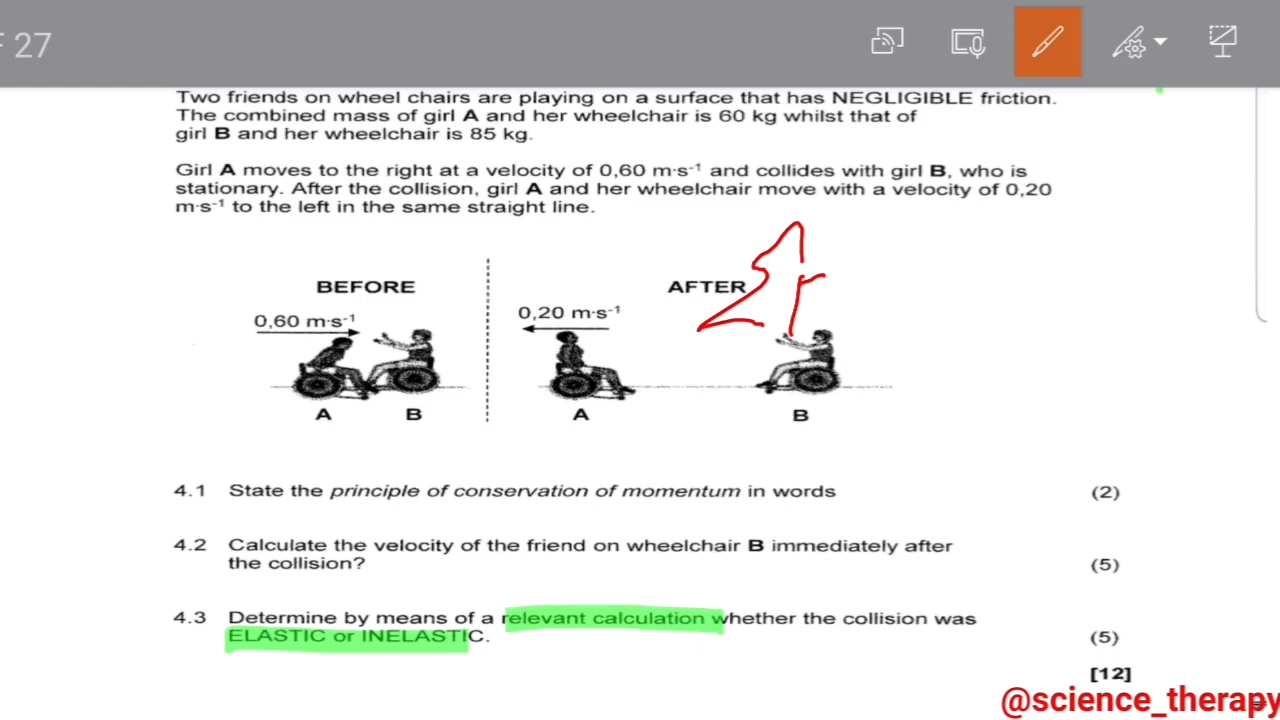 27
Two friends on wheel chairs are playing on a surface that has NEGLIGIBLE friction.
The combined mass of girl A and her wheelchair is 60 kg whilst that of
girl B and her wheelchair is 85 kg.
Girl A moves to the right at a velocity of 0,60 m·s⁻¹ and collides with girl B, who is
stationary. After the collision, girl A and her wheelchair move with a velocity of 0,20
m·s⁻¹ to the left in the same straight line.
BEFORE
AFTER
0,60 m·s⁻¹
0,20 m·s⁻¹
A
B
A
B
4.1 State the principle of conservation of momentum in words (2)
4.2 Calculate the velocity of the friend on wheelchair B immediately after
the collision? (5)
4.3 Determine by means of a relevant calculation whether the collision was
ELASTIC or INELASTIC. (5)
[12]
@science_therapy